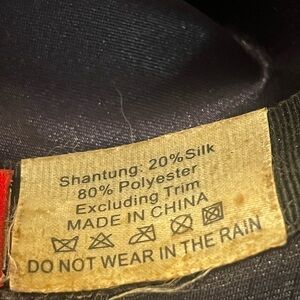 Shantung: 20%Silk
80% Polyester
Excluding Trim
MADE IN CHINA
DO NOT WEAR IN THE RAIN